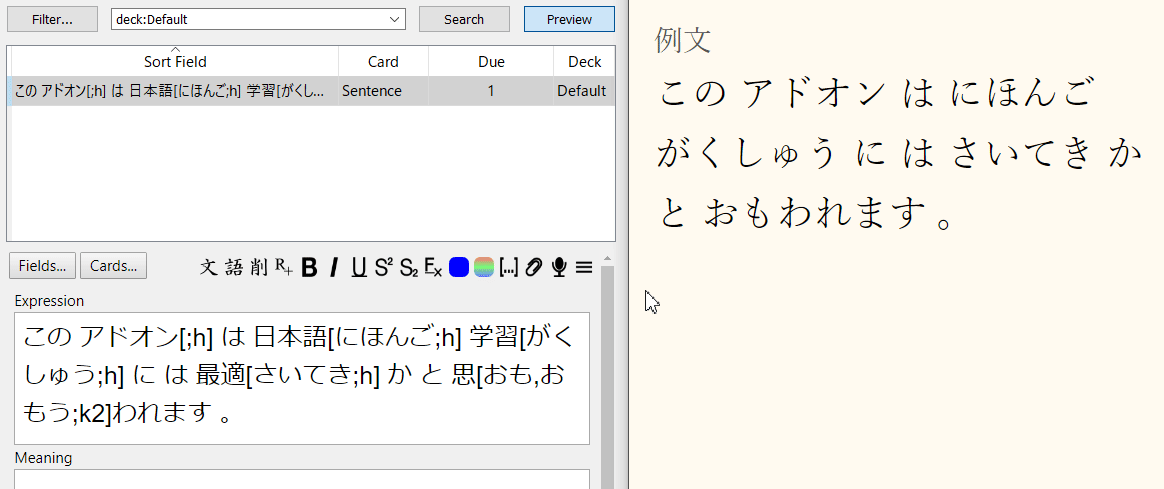 Filter...
deck:Default
Search
Preview
Sort Field
Card
Due
Deck
この アドオン[;h] は 日本語[にほんご;h] 学習[がくし...
Sentence
1
Default
Fields...
Cards...
文 語 削 R+ B I U S² S₂ Ex [...]
Expression
この アドオン[;h] は 日本語[にほんご;h] 学習[がく
しゅう;h] に は 最適[さいてき;h] か と 思[おも,お
もう;k2]われます 。
Meaning
例文
この アドオン は にほんご
がくしゅう に は さいてき か
と おもわれます 。